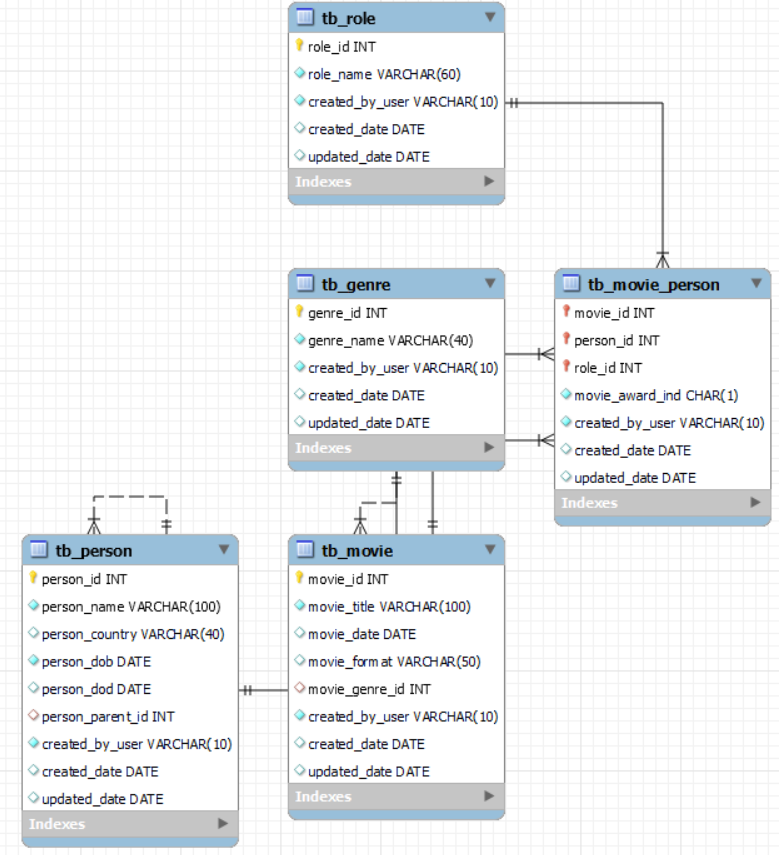 tb_role
role_id INT
role_name VARCHAR(60)
created_by_user VARCHAR(10)
created_date DATE
updated_date DATE
Indexes
tb_genre
genre_id INT
genre_name VARCHAR(40)
created_by_user VARCHAR(10)
created_date DATE
updated_date DATE
Indexes
tb_movie_person
movie_id INT
person_id INT
role_id INT
movie_award_ind CHAR(1)
created_by_user VARCHAR(10)
created_date DATE
updated_date DATE
Indexes
tb_person
person_id INT
person_name VARCHAR(100)
person_country VARCHAR(40)
person_dob DATE
person_dod DATE
person_parent_id INT
created_by_user VARCHAR(10)
created_date DATE
updated_date DATE
Indexes
tb_movie
movie_id INT
movie_title VARCHAR(100)
movie_date DATE
movie_format VARCHAR(50)
movie_genre_id INT
created_by_user VARCHAR(10)
created_date DATE
updated_date DATE
Indexes